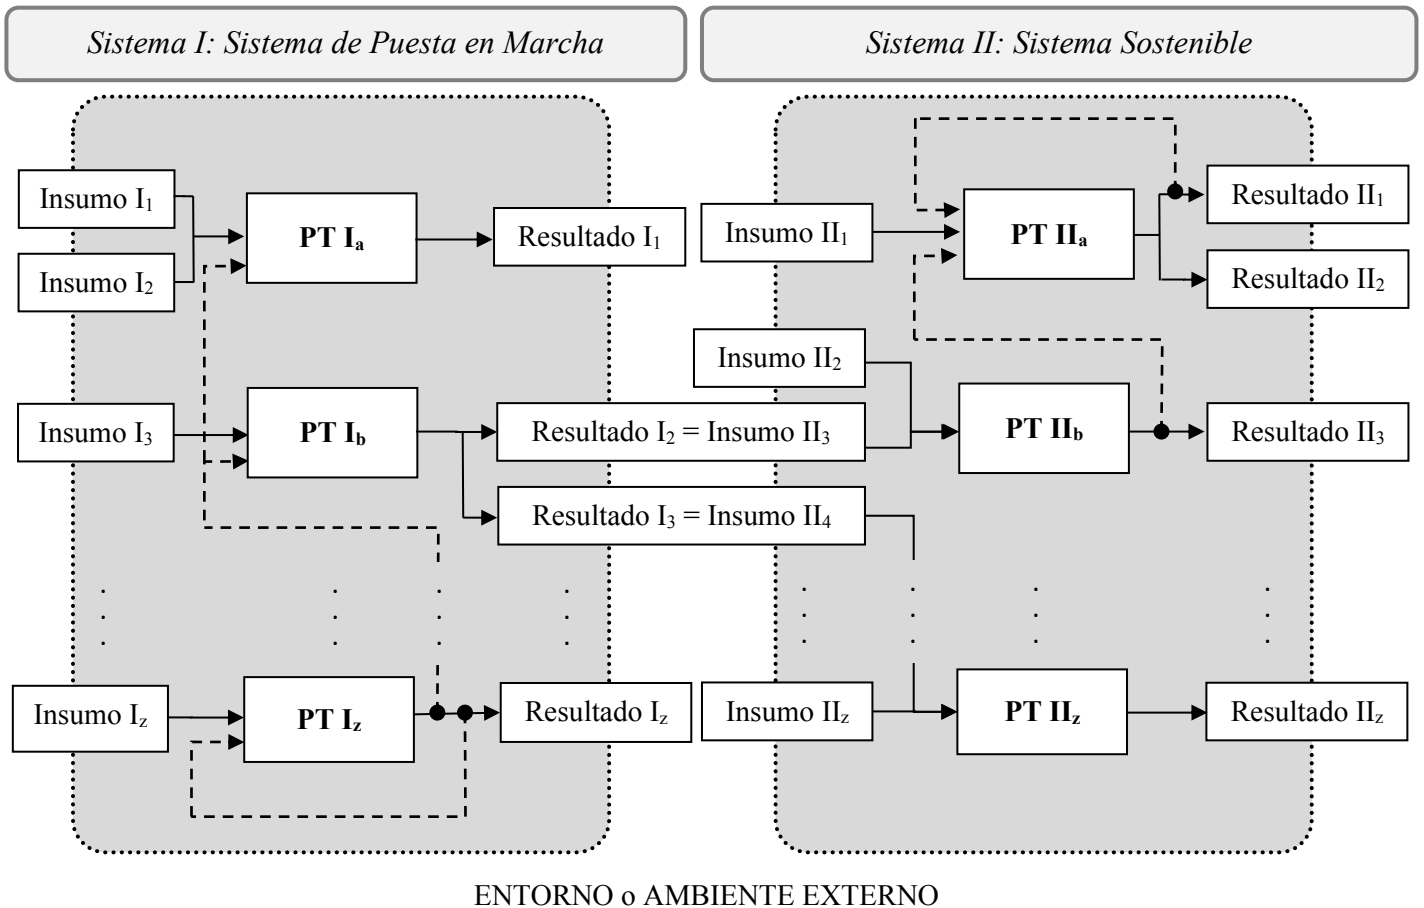 Sistema I: Sistema de Puesta en Marcha
Sistema II: Sistema Sostenible
Insumo I₁
Insumo I₂
PT Iₐ
Resultado I₁
Insumo I₃
PT I_b
Resultado I₂ = Insumo II₃
Resultado I₃ = Insumo II₄
Insumo I_z
PT I_z
Resultado I_z
Insumo II₁
PT IIₐ
Resultado II₁
Resultado II₂
Insumo II₂
PT II_b
Resultado II₃
Insumo II_z
PT II_z
Resultado II_z
ENTORNO o AMBIENTE EXTERNO